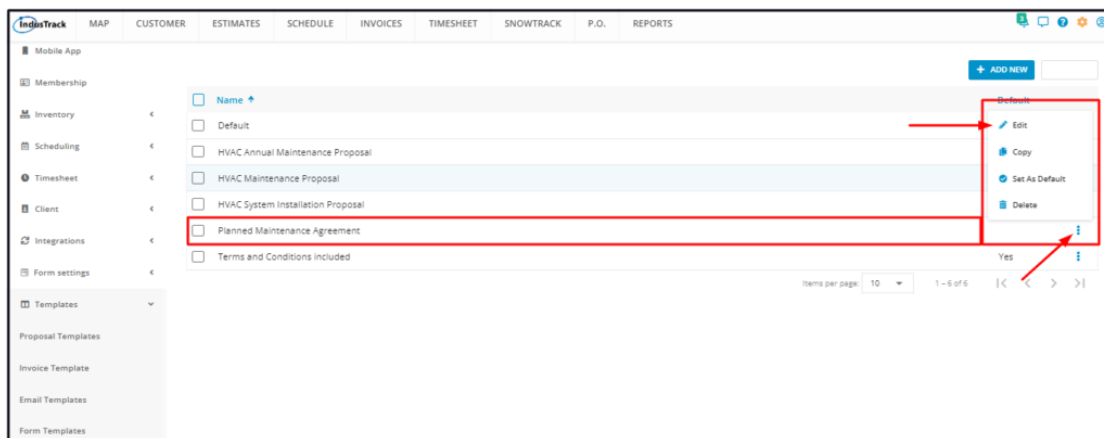 IndusTrack MAP CUSTOMER ESTIMATES SCHEDULE INVOICES TIMESHEET SNOWTRACK P.O. REPORTS 3
Mobile App
Membership
Inventory
Scheduling
Timesheet
Client
Integrations
Form settings
Templates
Proposal Templates
Invoice Template
Email Templates
Form Templates
+ ADD NEW
Name Default
Default
HVAC Annual Maintenance Proposal
HVAC Maintenance Proposal
HVAC System Installation Proposal
Planned Maintenance Agreement
Terms and Conditions included Yes
Edit
Copy
Set As Default
Delete
Items per page: 10 1 – 6 of 6